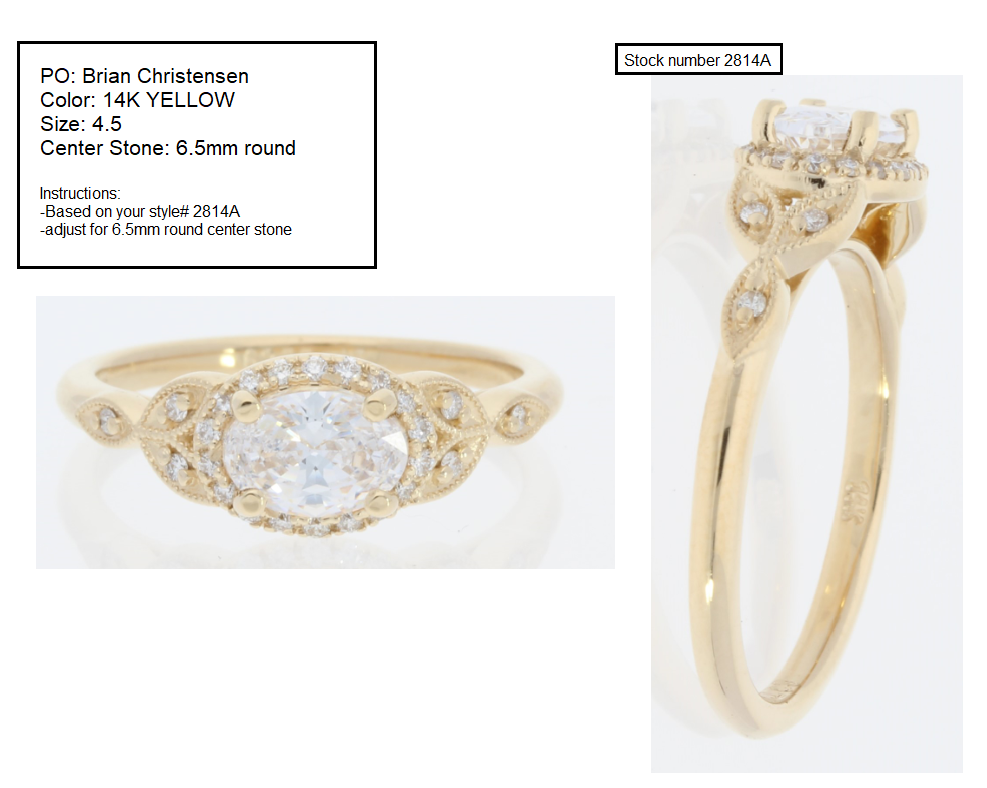 PO: Brian Christensen
Color: 14K YELLOW
Size: 4.5
Center Stone: 6.5mm round
Instructions:
-Based on your style# 2814A
-adjust for 6.5mm round center stone
Stock number 2814A